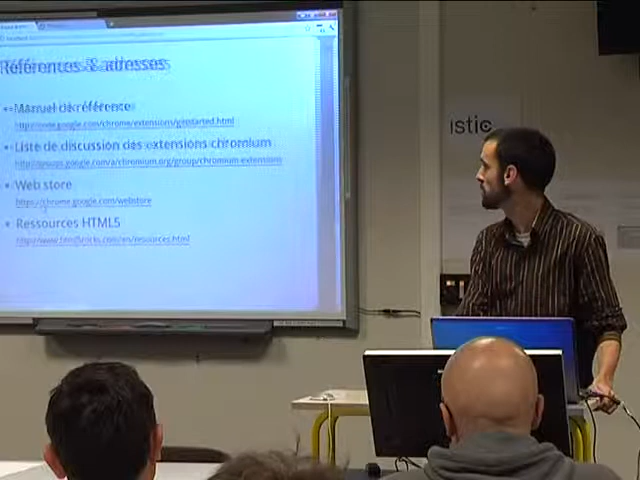 Références & adresses
Manuel de référence
http://code.google.com/chrome/extensions/getstarted.html
Liste de discussion des extensions chromium
http://groups.google.com/a/chromium.org/group/chromium-extensions
Web store
https://chrome.google.com/webstore
Ressources HTML5
http://www.html5rocks.com/en/resources.html
istic